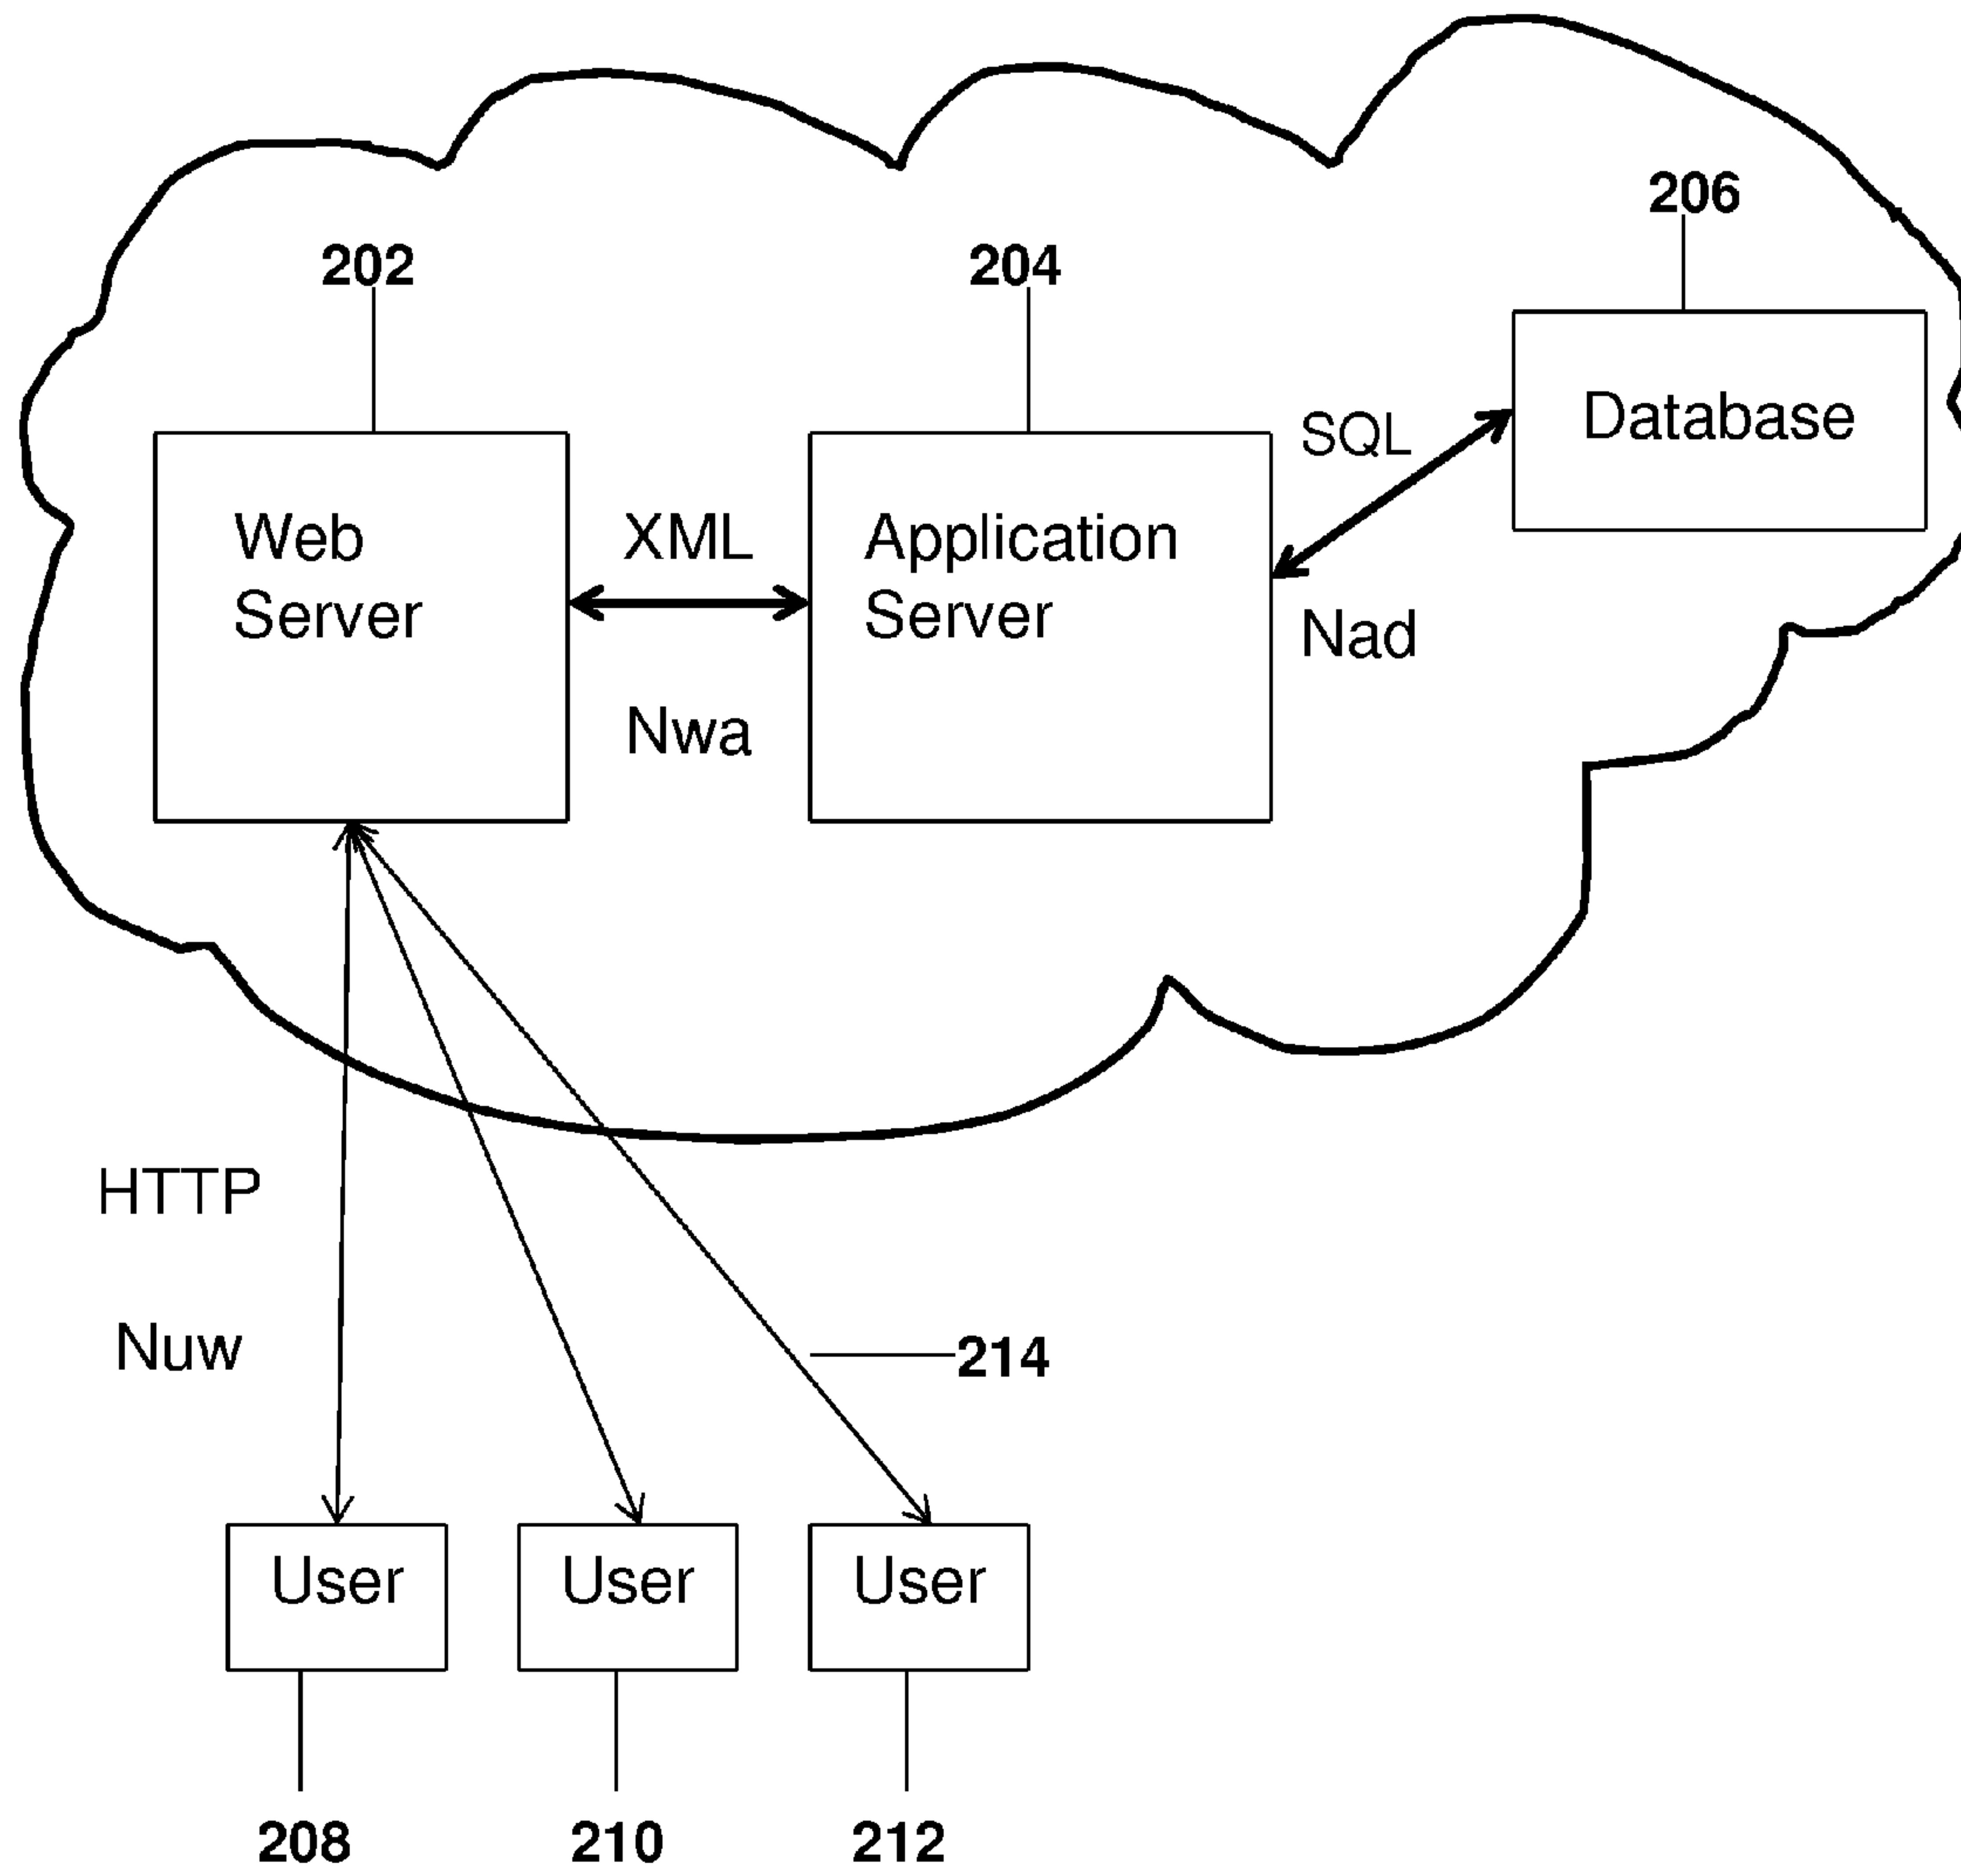 206
202
204
Database
SQL
Web
Server
XML
Application
Server
Nad
Nwa
HTTP
Nuw
214
User
User
User
208
210
212